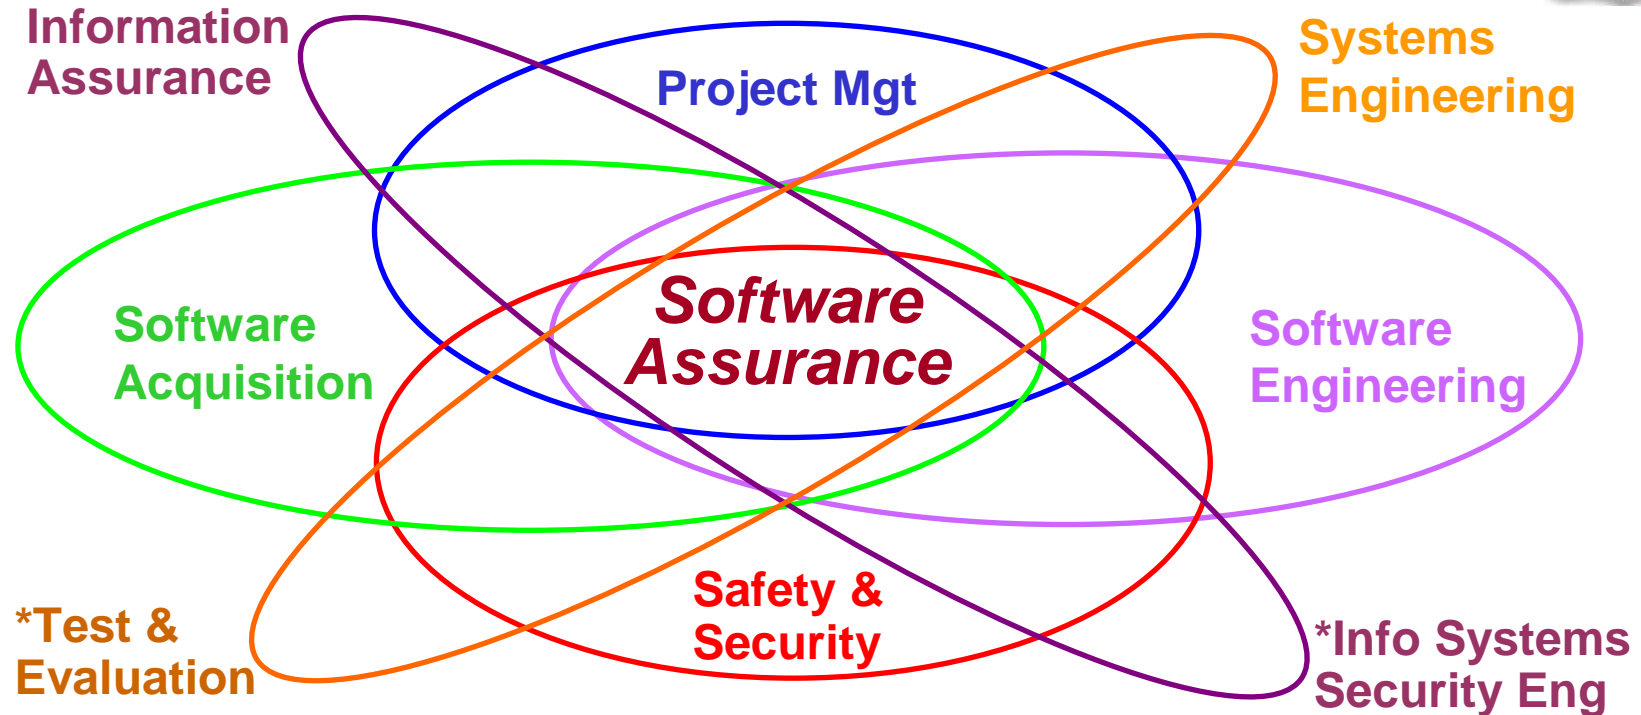 Information
Assurance
Project Mgt
Systems
Engineering
Software
Acquisition
Software
Assurance
Software
Engineering
Safety &
Security
*Test &
Evaluation
*Info Systems
Security Eng